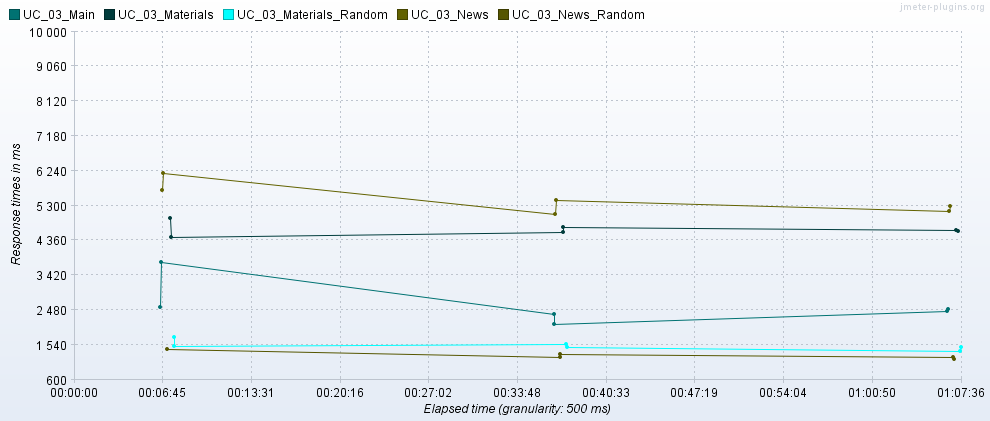 UC_03_Main UC_03_Materials UC_03_Materials_Random UC_03_News UC_03_News_Random
jmeter-plugins.org
10 000
9 060
8 120
7 180
6 240
5 300
4 360
3 420
2 480
1 540
600
Response times in ms
00:00:00 00:06:45 00:13:31 00:20:16 00:27:02 00:33:48 00:40:33 00:47:19 00:54:04 01:00:50 01:07:36
Elapsed time (granularity: 500 ms)